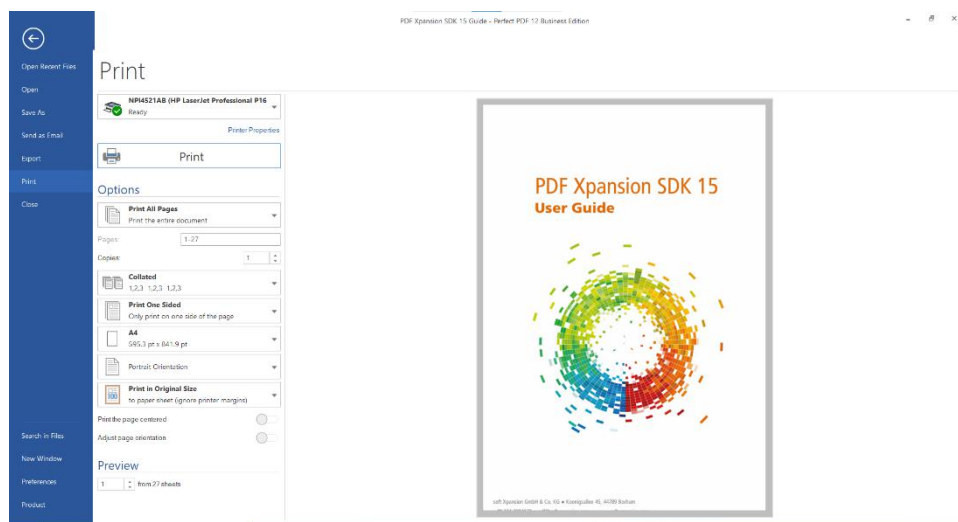 PDF Xpansion SDK 15 Guide - Perfect PDF 12 Business Edition
Open Recent Files
Open
Save As
Send as Email
Export
Print
Close
Search in Files
New Window
Preferences
Product
Print
NPI4521AB (HP LaserJet Professional P16
Ready
Printer Properties
Print
Options
Print All Pages
Print the entire document
Pages:
1-27
Copies:
1
Collated
1,2,3 1,2,3 1,2,3
Print One Sided
Only print on one side of the page
A4
595.3 pt x 841.9 pt
Portrait Orientation
100
Print in Original Size
to paper sheet (ignore printer margins)
Print the page centered
Adjust page orientation
Preview
1
from 27 sheets
PDF Xpansion SDK 15
User Guide
soft Xpansion GmbH & Co. KG • Königsallee 45, 44789 Bochum